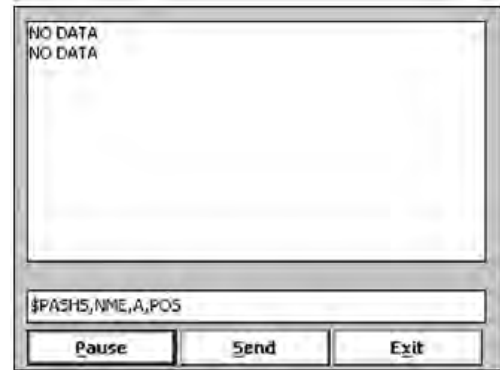 NO DATA
NO DATA
$PASHS,NME,A,POS
Pause
Send
Exit